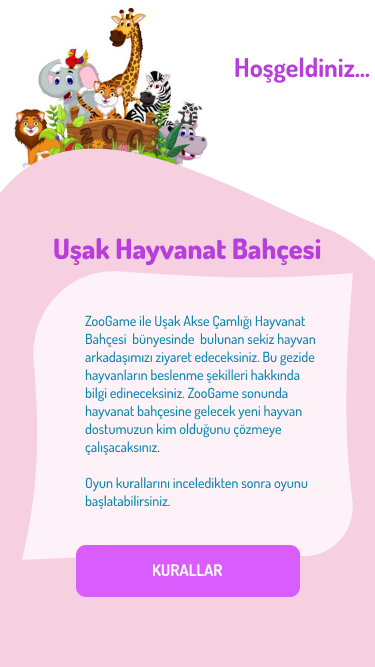 ZOO
Hoşgeldiniz...
Uşak Hayvanat Bahçesi
ZooGame ile Uşak Akse Çamlığı Hayvanat
Bahçesi bünyesinde bulunan sekiz hayvan
arkadaşımızı ziyaret edeceksiniz. Bu gezide
hayvanların beslenme şekilleri hakkında
bilgi edineceksiniz. ZooGame sonunda
hayvanat bahçesine gelecek yeni hayvan
dostumuzun kim olduğunu çözmeye
çalışacaksınız.
Oyun kurallarını inceledikten sonra oyunu
başlatabilirsiniz.
KURALLAR